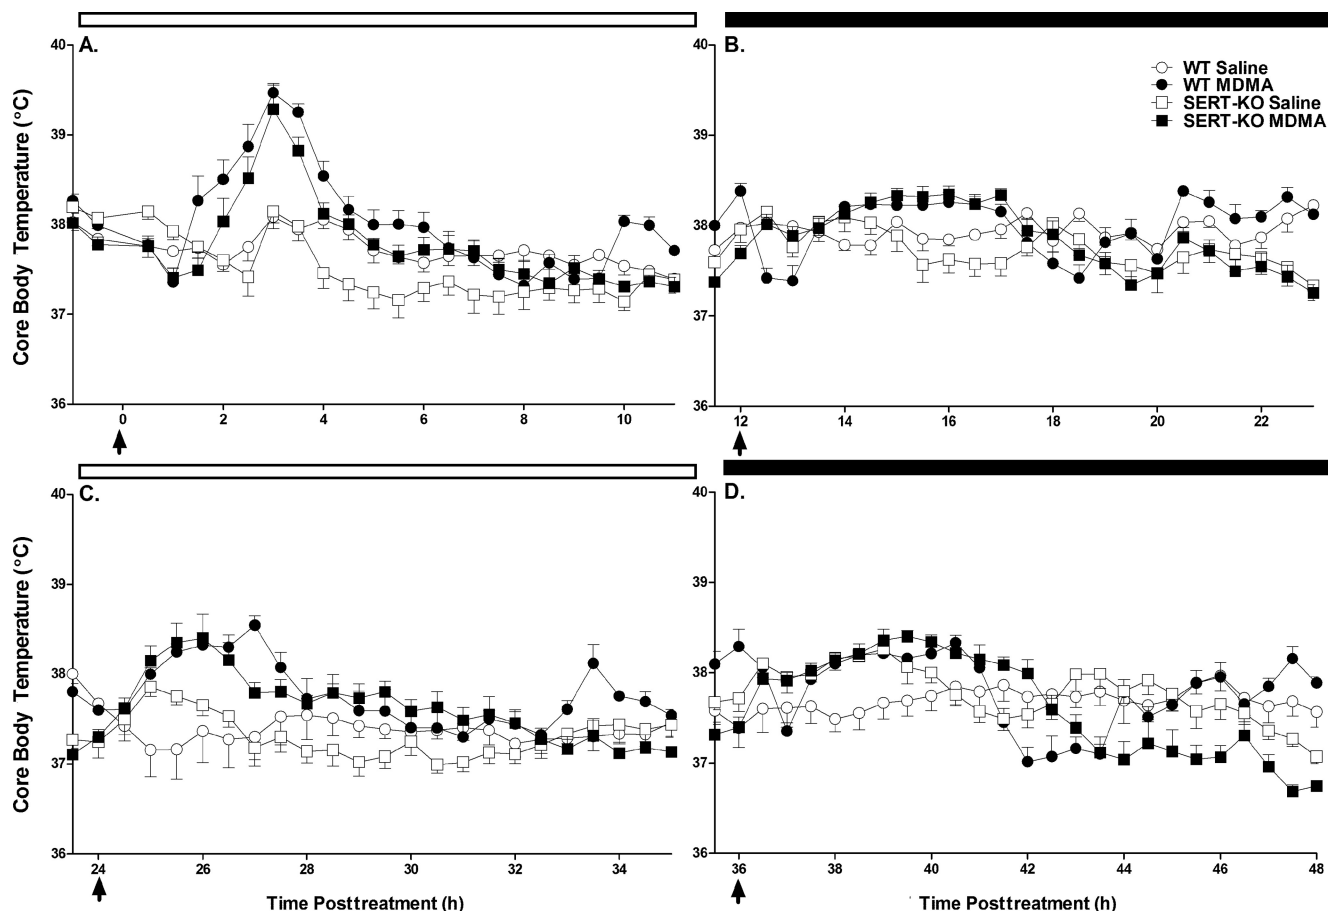 A.
40
39
38
37
36
Core Body Temperature (°C)
0 2 4 6 8 10
B.
WT Saline
WT MDMA
SERT-KO Saline
SERT-KO MDMA
40
39
38
37
36
12 14 16 18 20 22
C.
40
39
38
37
36
Core Body Temperature (°C)
24 26 28 30 32 34
Time Posttreatment (h)
D.
40
39
38
37
36
36 38 40 42 44 46 48
Time Posttreatment (h)